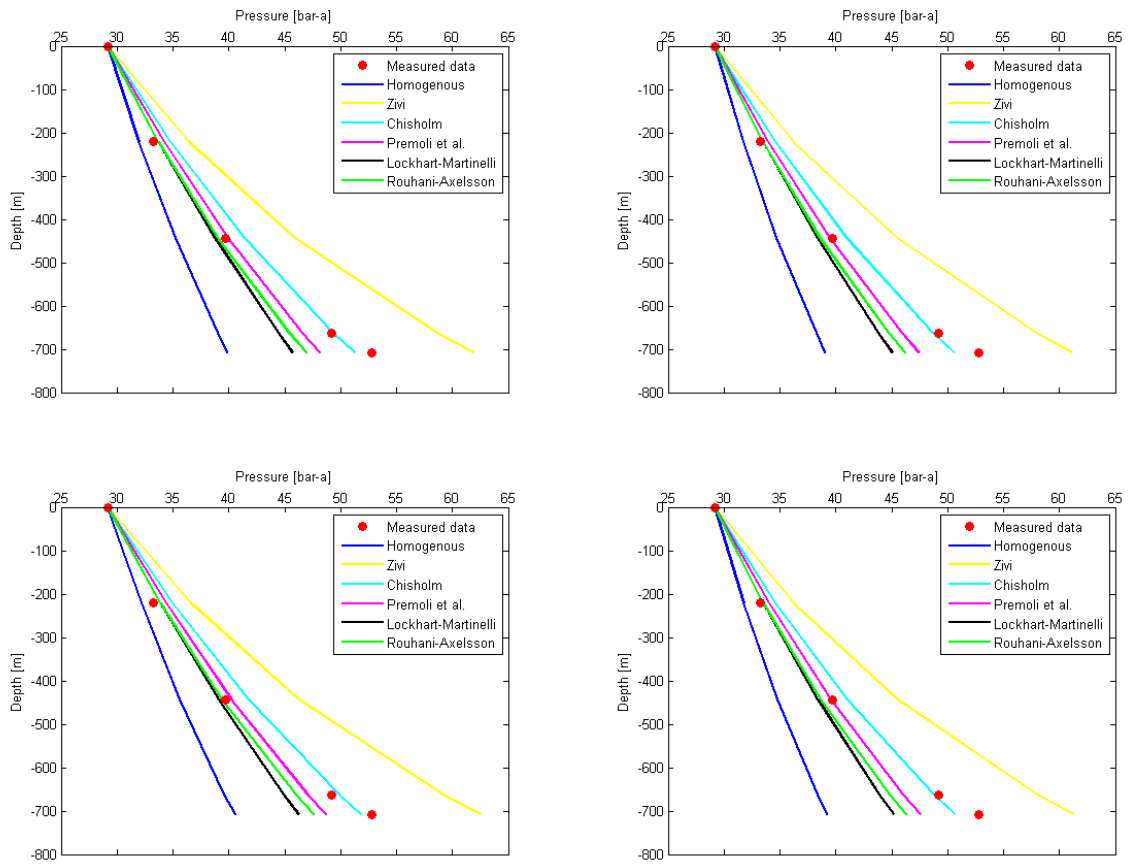 Pressure [bar-a]
25 30 35 40 45 50 55 60 65
0
-100
-200
-300
-400
-500
-600
-700
-800
Depth [m]
Measured data
Homogenous
Zivi
Chisholm
Premoli et al.
Lockhart-Martinelli
Rouhani-Axelsson
Pressure [bar-a]
25 30 35 40 45 50 55 60 65
0
-100
-200
-300
-400
-500
-600
-700
-800
Depth [m]
Measured data
Homogenous
Zivi
Chisholm
Premoli et al.
Lockhart-Martinelli
Rouhani-Axelsson
Pressure [bar-a]
25 30 35 40 45 50 55 60 65
0
-100
-200
-300
-400
-500
-600
-700
-800
Depth [m]
Measured data
Homogenous
Zivi
Chisholm
Premoli et al.
Lockhart-Martinelli
Rouhani-Axelsson
Pressure [bar-a]
25 30 35 40 45 50 55 60 65
0
-100
-200
-300
-400
-500
-600
-700
-800
Depth [m]
Measured data
Homogenous
Zivi
Chisholm
Premoli et al.
Lockhart-Martinelli
Rouhani-Axelsson